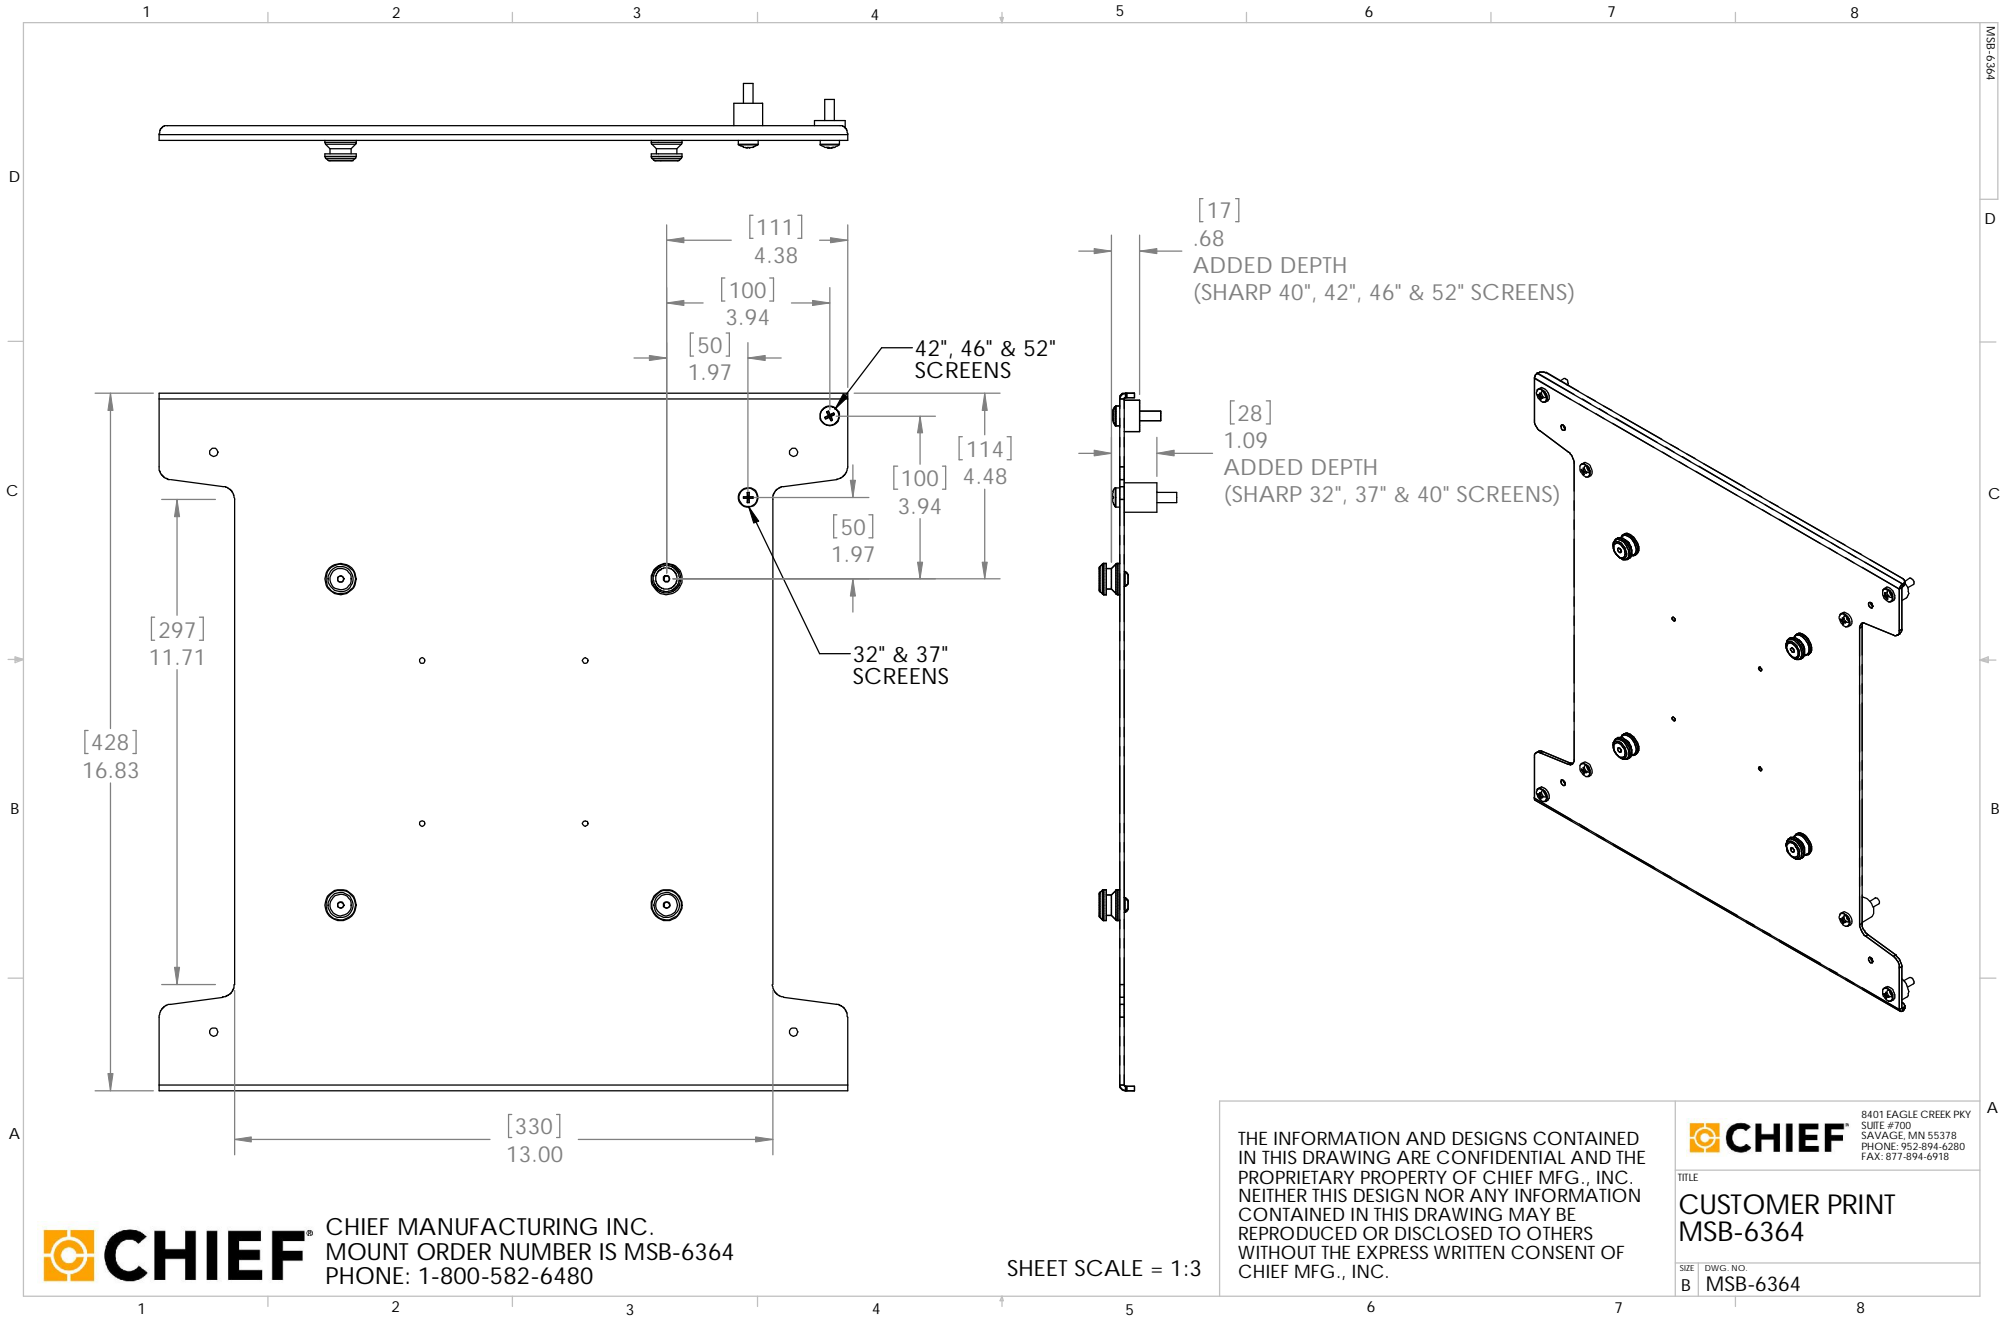 1 2 3 4 5 6 7 8
MSB-6364
D
D
C
C
B
B
A
A
[111]
4.38
[100]
3.94
[50]
1.97
42", 46" & 52"
SCREENS
[114]
4.48
[100]
3.94
[50]
1.97
32" & 37"
SCREENS
[297]
11.71
[428]
16.83
[330]
13.00
[17]
.68
ADDED DEPTH
(SHARP 40", 42", 46" & 52" SCREENS)
[28]
1.09
ADDED DEPTH
(SHARP 32", 37" & 40" SCREENS)
CHIEF®
CHIEF MANUFACTURING INC.
MOUNT ORDER NUMBER IS MSB-6364
PHONE: 1-800-582-6480
SHEET SCALE = 1:3
THE INFORMATION AND DESIGNS CONTAINED
IN THIS DRAWING ARE CONFIDENTIAL AND THE
PROPRIETARY PROPERTY OF CHIEF MFG., INC.
NEITHER THIS DESIGN NOR ANY INFORMATION
CONTAINED IN THIS DRAWING MAY BE
REPRODUCED OR DISCLOSED TO OTHERS
WITHOUT THE EXPRESS WRITTEN CONSENT OF
CHIEF MFG., INC.
CHIEF®
8401 EAGLE CREEK PKY
SUITE #700
SAVAGE, MN 55378
PHONE: 952-894-6280
FAX: 877-894-6918
TITLE
CUSTOMER PRINT
MSB-6364
SIZE
B
DWG. NO.
MSB-6364
1 2 3 4 5 6 7 8